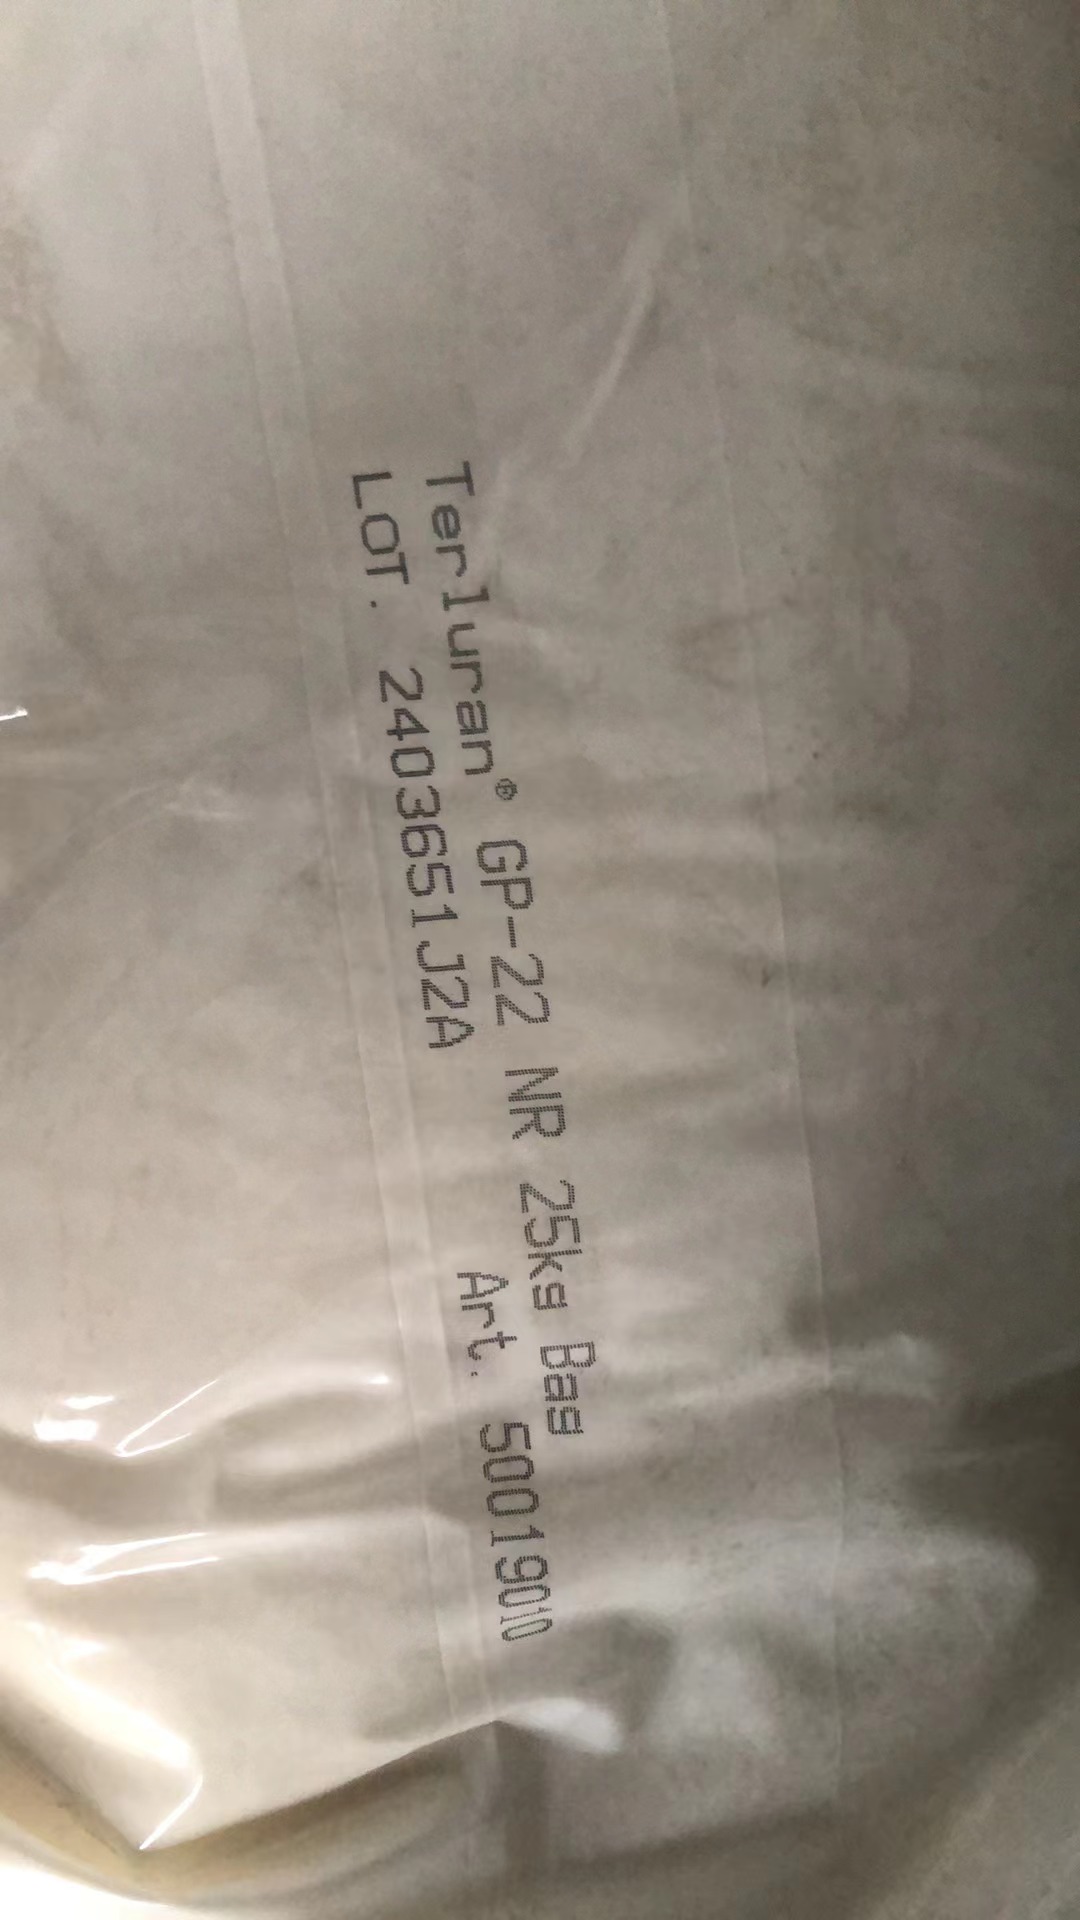 Terluran® GP-22 NR 25kg Bag
LOT. 2403651J2A Art. 50019010